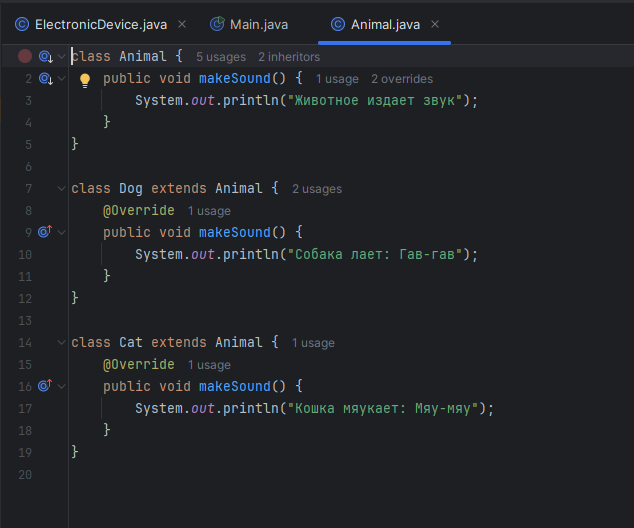 ElectronicDevice.java Main.java Animal.java
class Animal { 5 usages 2 inheritors
2 public void makeSound() { 1 usage 2 overrides
3 System.out.println("Животное издает звук");
4 }
5 }
6
7 class Dog extends Animal { 2 usages
8 @Override 1 usage
9 public void makeSound() {
10 System.out.println("Собака лает: Гав-гав");
11 }
12 }
13
14 class Cat extends Animal { 1 usage
15 @Override 1 usage
16 public void makeSound() {
17 System.out.println("Кошка мяукает: Мяу-мяу");
18 }
19 }
20